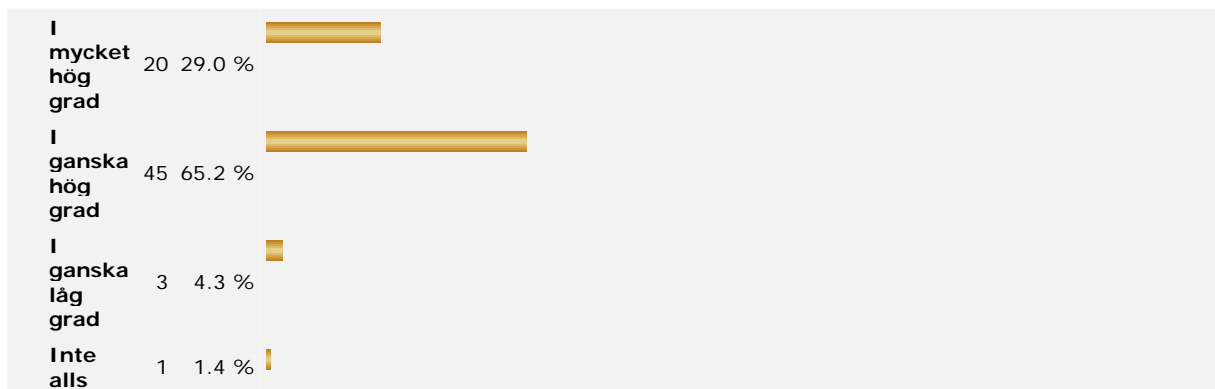 I
mycket
hög
grad
20 29.0 %
I
ganska
hög
grad
45 65.2 %
I
ganska
låg
grad
3 4.3 %
Inte
alls
1 1.4 %